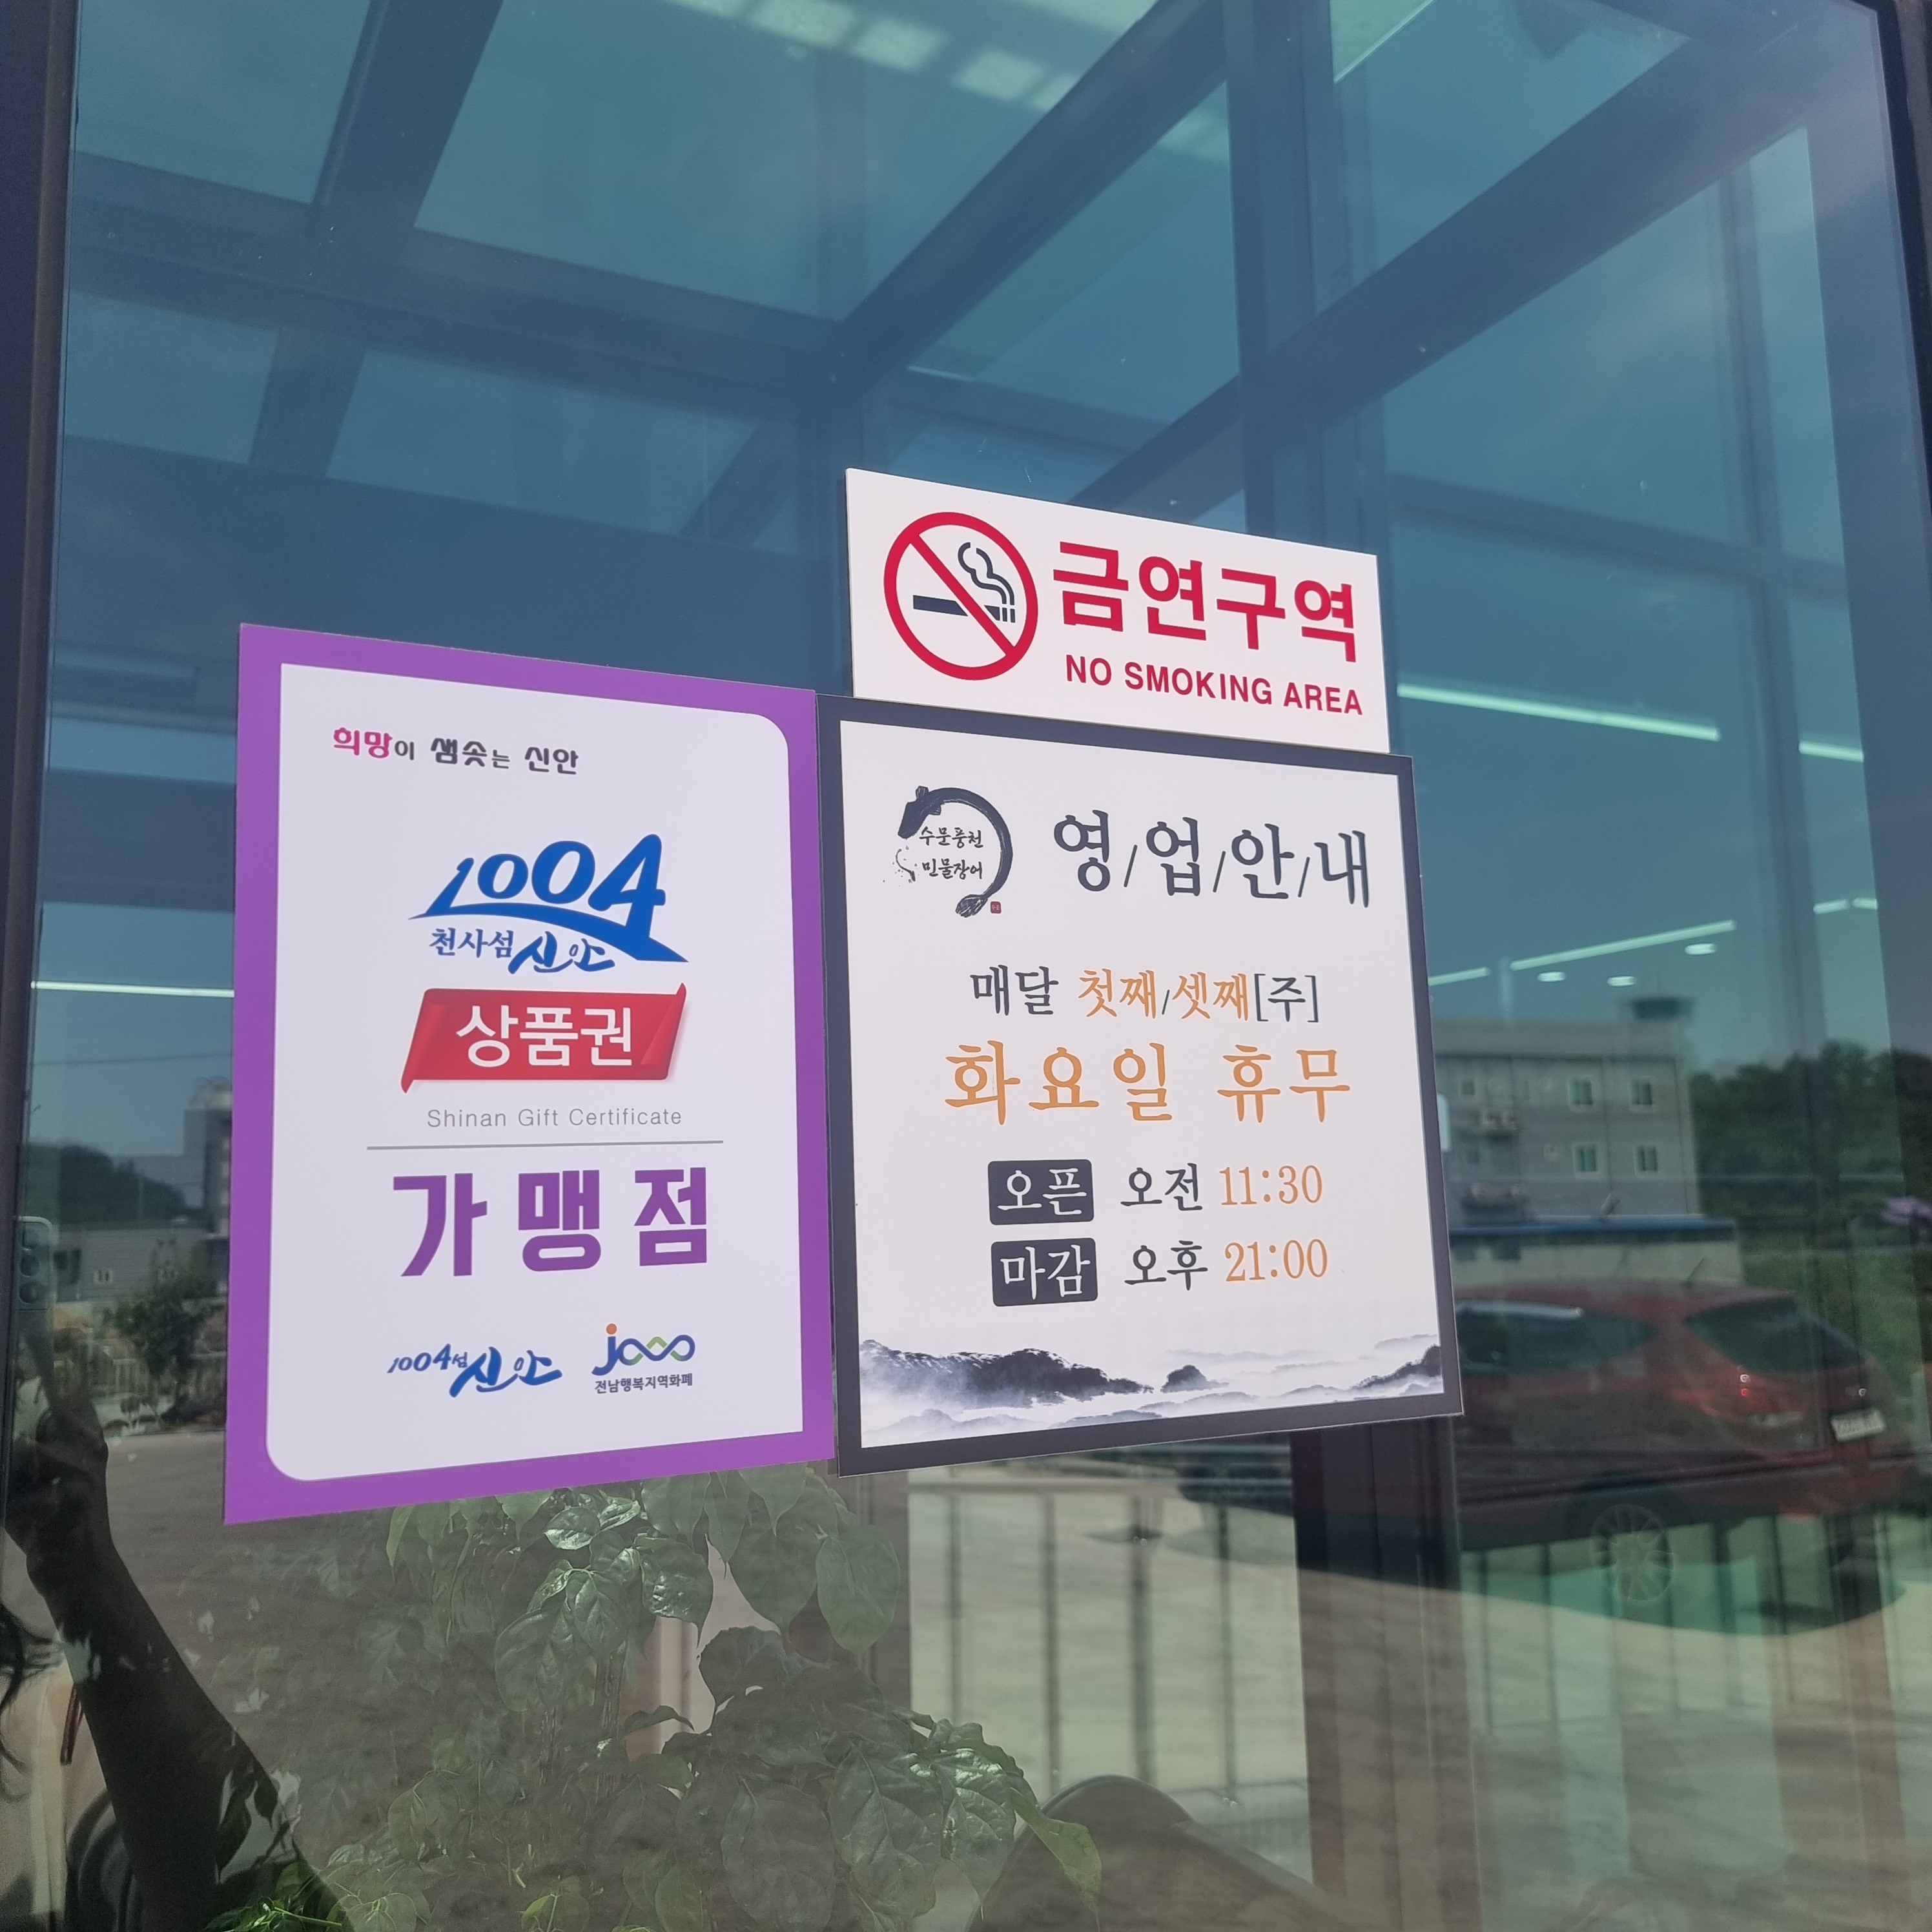 금연구역
NO SMOKING AREA
희망이 샘솟는 신안
1004
천사섬 신안
상품권
Shinan Gift Certificate
가맹점
1004섬 신안
전남행복지역화폐
수문풍천
민물장어
영/업/안/내
매달 첫째/셋째[주]
화요일 휴무
오픈 오전 11:30
마감 오후 21:00